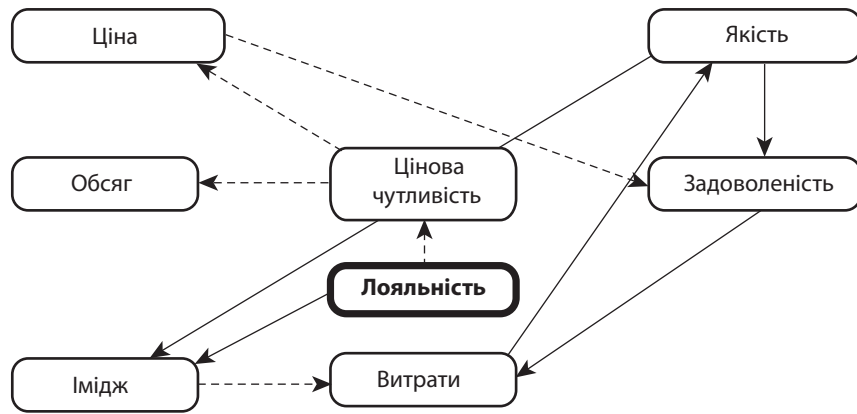 Ціна
Якість
Обсяг
Цінова
чутливість
Задоволеність
Лояльність
Імідж
Витрати